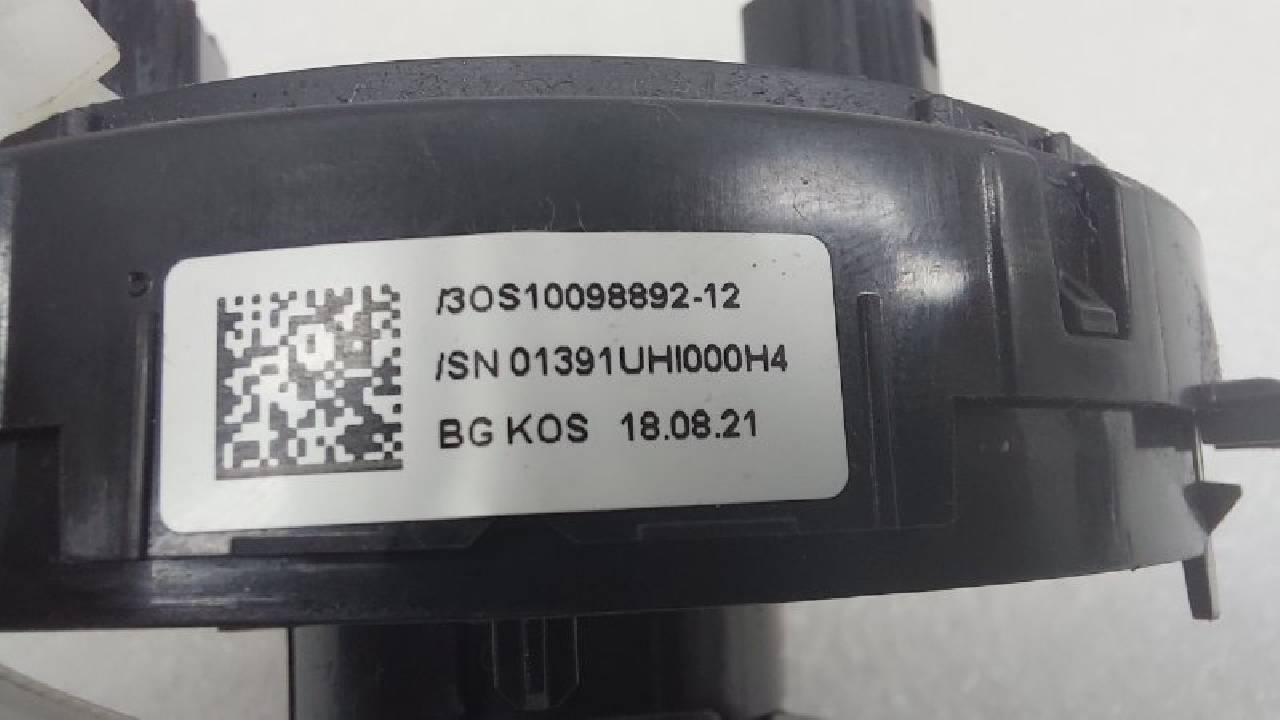 /3OS10098892-12
/SN 01391UHI000H4
BG KOS 18.08.21